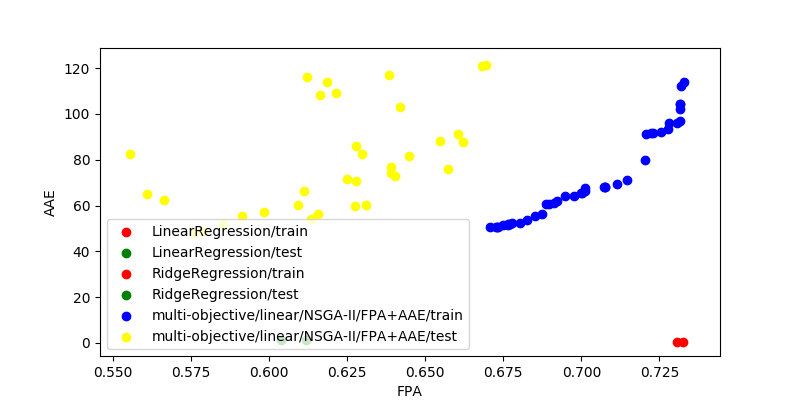 120
100
80
60
40
20
0
AAE
LinearRegression/train
LinearRegression/test
RidgeRegression/train
RidgeRegression/test
multi-objective/linear/NSGA-II/FPA+AAE/train
multi-objective/linear/NSGA-II/FPA+AAE/test
0.550 0.575 0.600 0.625 0.650 0.675 0.700 0.725
FPA